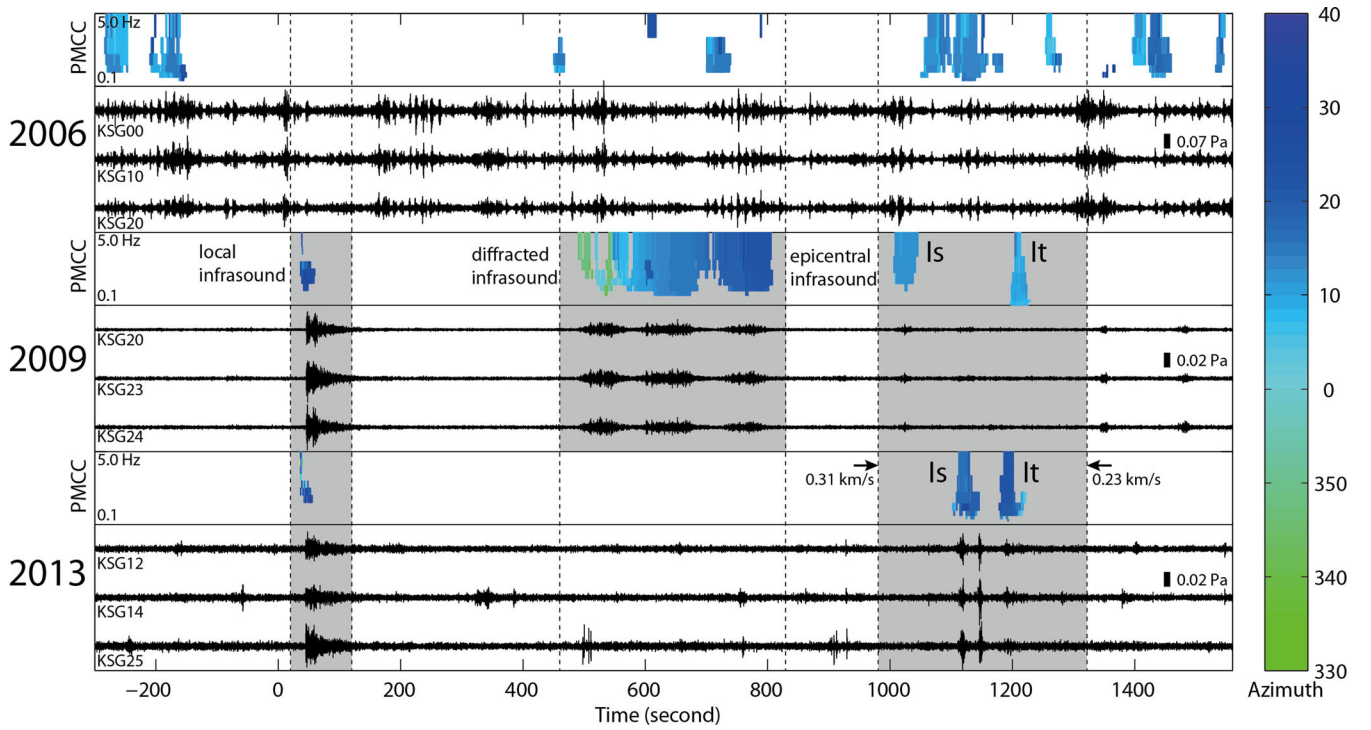 5.0 Hz
PMCC
0.1
2006
KSG00
0.07 Pa
KSG10
KSG20
5.0 Hz
PMCC
0.1
local
infrasound
diffracted
infrasound
epicentral
infrasound
Is
It
2009
KSG20
0.02 Pa
KSG23
KSG24
5.0 Hz
PMCC
0.1
0.31 km/s
Is
It
0.23 km/s
2013
KSG12
0.02 Pa
KSG14
KSG25
−200 0 200 400 600 800 1000 1200 1400
Time (second)
40
30
20
10
0
350
340
330
Azimuth